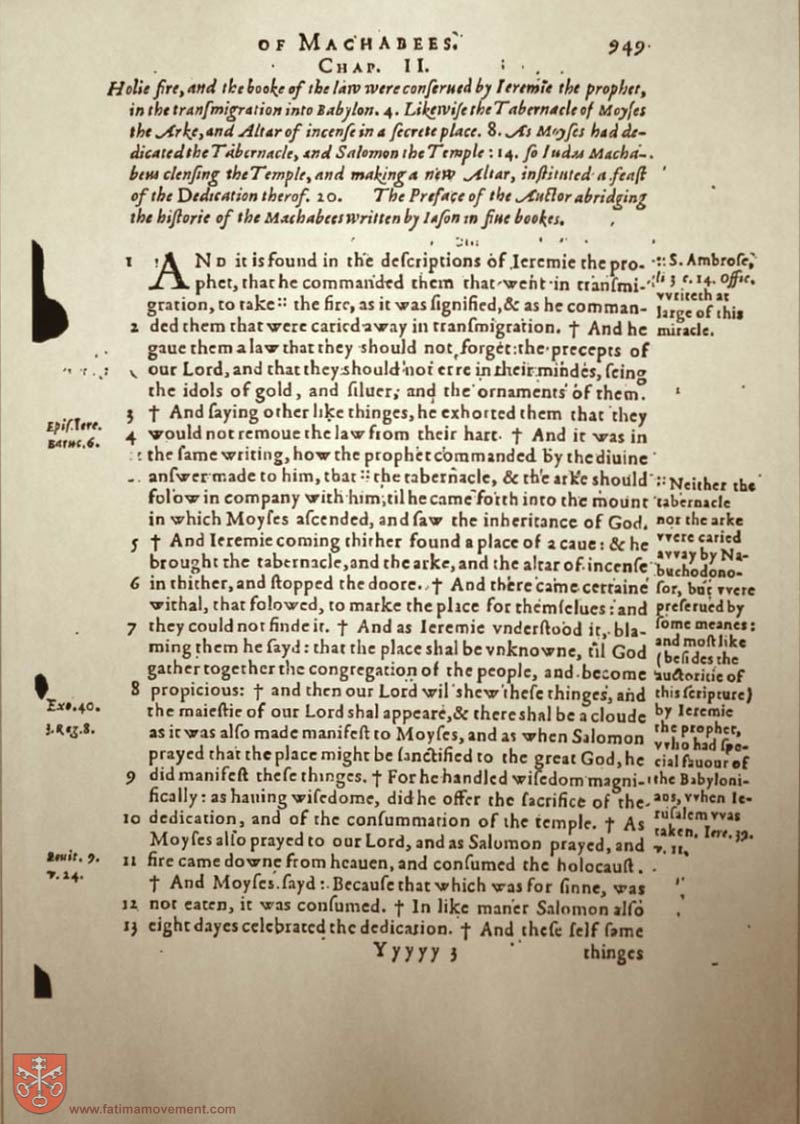 OF MACHABEES.
949.
CHAP. II.
Holie fire, and the booke of the law were conſerued by Ieremie the prophet,
in the tranſmigration into Babylon. 4. Likewiſe the Tabernacle of Moyſes
the Arke, and Altar of incenſe in a ſecrete place. 8. As Moyſes had de-
dicated the Tabernacle, and Salomon the Temple: 14. ſo Iudas Macha-
beus clenſing the Temple, and making a new Altar, inſtituted a feaſt
of the Dedication therof. 20. The Preface of the Auctor abridging
the hiſtorie of the Machabees written by Iaſon in fiue bookes.
1 AND it is found in the deſcriptions of Ieremie the pro-
phet, that he commanded them that went in tranſmi-
gration, to take :: the fire, as it was ſignified, & as he comman-
2 ded them that were caried away in tranſmigration. † And he
gaue them a law that they should not forget the precepts of
our Lord, and that they should not erre in their mindes, ſeing
the idols of gold, and ſiluer, and the ornaments of them.
3 † And ſaying other like thinges, he exhorted them that they
4 would not remoue the law from their hart. † And it was in
the ſame writing, how the prophet commanded by the diuine
anſwer made to him, that :: the tabernacle, & the arke should
folow in company with him, til he came forth into the mount
in which Moyſes aſcended, and ſaw the inheritance of God.
5 † And Ieremie coming thither found a place of a caue: & he
brought the tabernacle, and the arke, and the altar of incenſe
6 in thither, and ſtopped the doore. † And there came certaine
withal, that folowed, to marke the place for themſelues: and
7 they could not finde it. † And as Ieremie vnderſtood it, bla-
ming them he ſayd: that the place shal be vnknowne, til God
gather together the congregation of the people, and become
8 propicious: † and then our Lord wil shew theſe thinges, and
the maieſtie of our Lord shal appeare, & there shal be a cloude
as it was alſo made manifeſt to Moyſes, and as when Salomon
prayed that the place might be ſanctified to the great God, he
9 did manifeſt theſe thinges. † For he handled wiſedom magni-
fically: as hauing wiſedome, did he offer the ſacrifice of the
10 dedication, and of the conſummation of the temple. † As
Moyſes alſo prayed to our Lord, and as Salomon prayed, and
11 fire came downe from heauen, and conſumed the holocauſt.
† And Moyſes ſayd: Becauſe that which was for ſinne, was
12 not eaten, it was conſumed. † In like maner Salomon alſo
13 eight dayes celebrated the dedication. † And theſe ſelf ſame
Yyyyy 3
thinges
Epiſ. Iere.
Baruc. 6.
Exo. 40.
3. Reg. 8.
Leuit. 9.
v. 24.
:: S. Ambroſe,
li 3 c. 14. Offic.
vvriteth at
large of this
miracle.
:: Neither the
tabernacle
nor the arke
vvere caried
avvay by Na-
buchodono-
ſor, but vvere
preſerued by
ſome meanes:
and moſt like
(beſides the
auctoritie of
this ſcripture)
by Ieremie
the prophet,
vvho had ſpe-
cial fauour of
the Babyloni-
ans, vvhen Ie-
ruſalem vvas
taken. Iere. 39.
v. 11.
www.fatimamovement.com